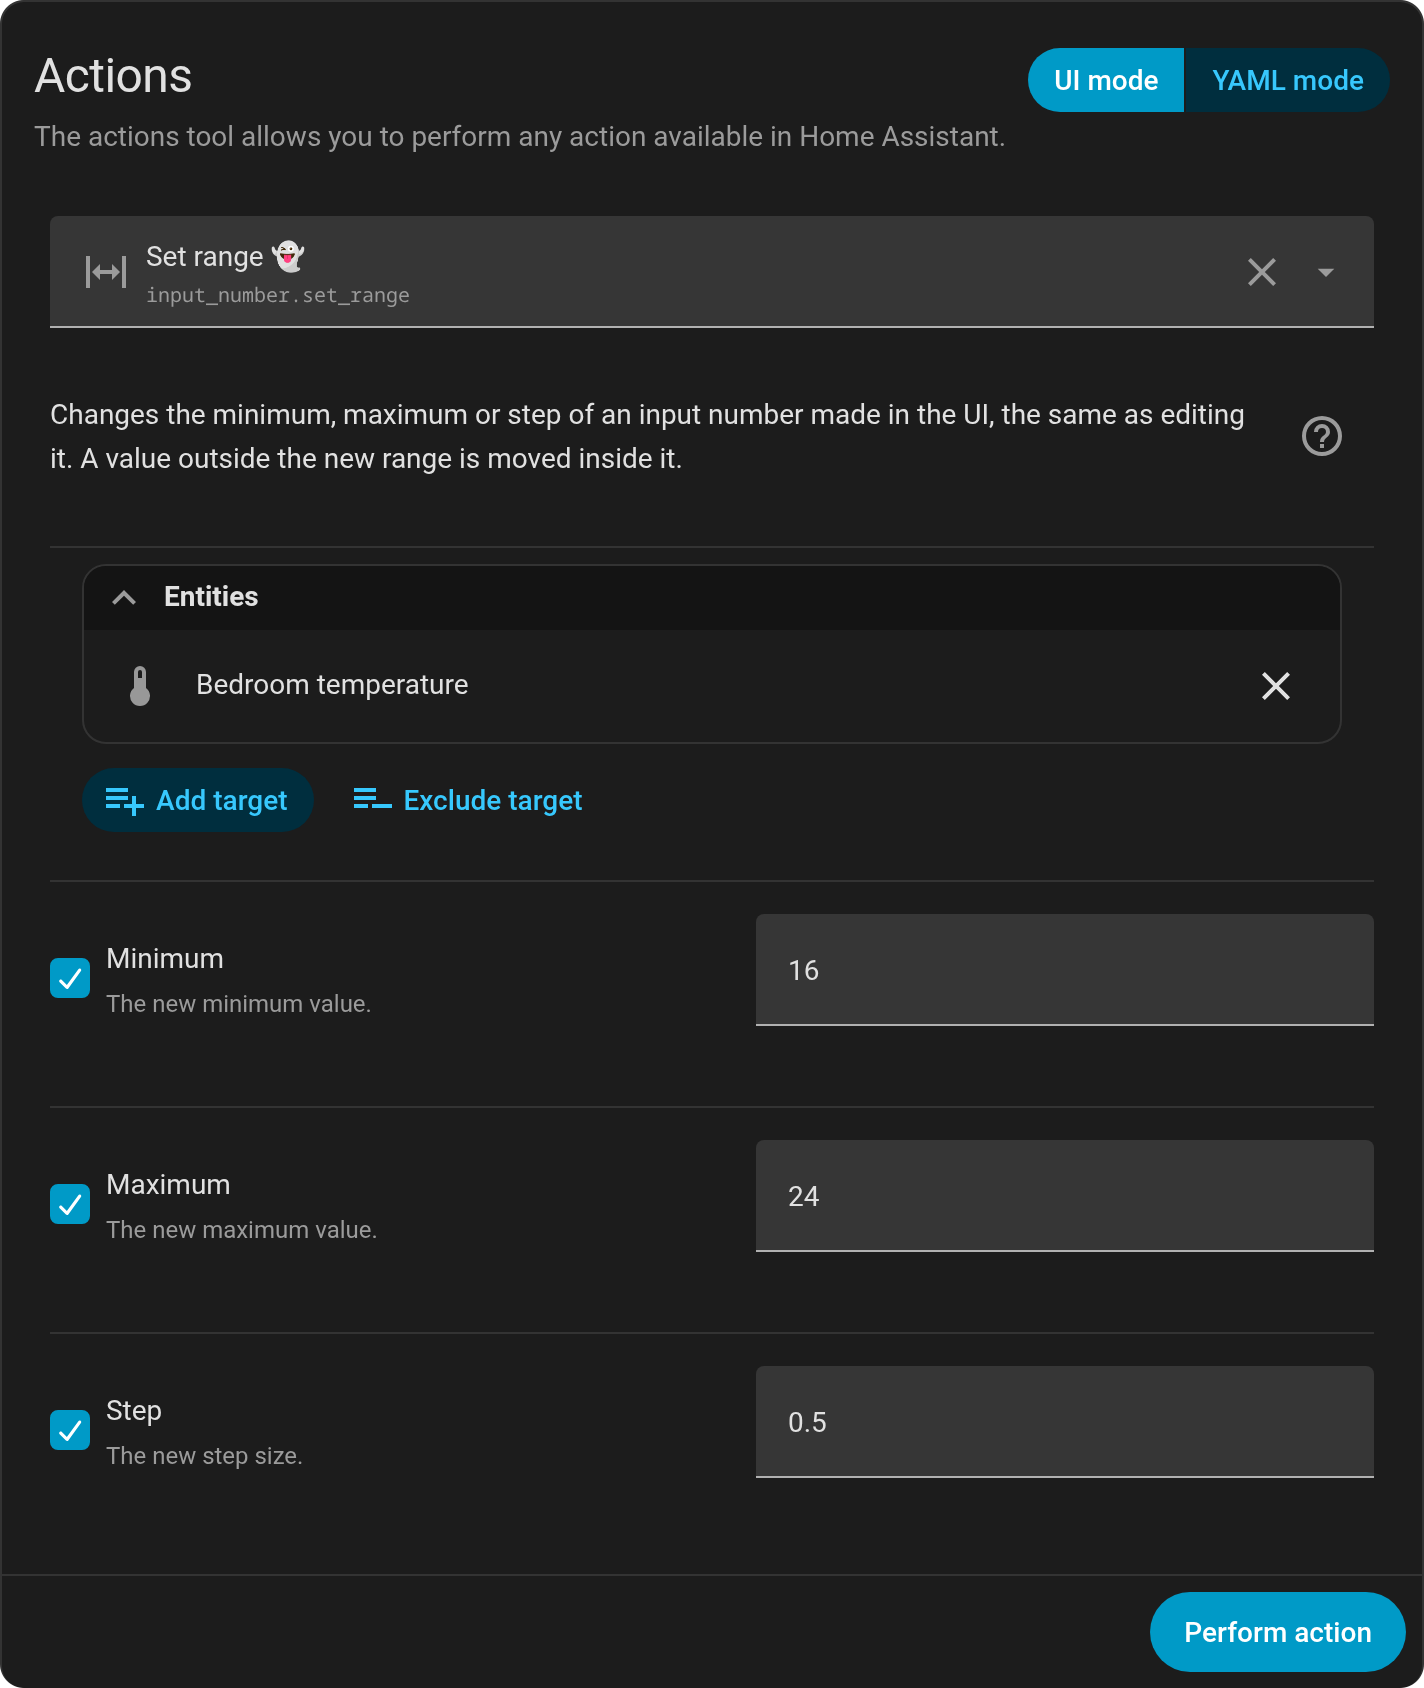 Actions
UI mode
YAML mode
The actions tool allows you to perform any action available in Home Assistant.
Set range 👻
input_number.set_range
Changes the minimum, maximum or step of an input number made in the UI, the same as editing
it. A value outside the new range is moved inside it.
Entities
Bedroom temperature
Add target
Exclude target
Minimum
The new minimum value.
16
Maximum
The new maximum value.
24
Step
The new step size.
0.5
Perform action